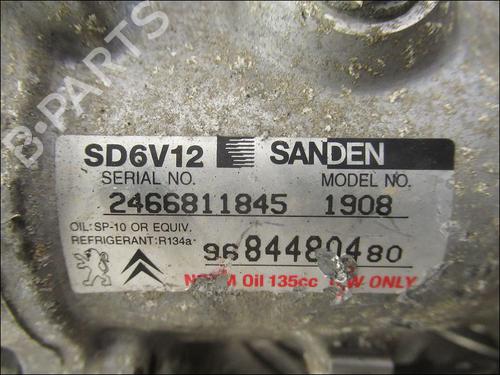 B-PARTS
SD6V12 SANDEN
SERIAL NO. MODEL NO.
2466811845 1908
OIL:SP-10 OR EQUIV.
REFRIGERANT:R134a
9684480480
Oil 135cc ONLY